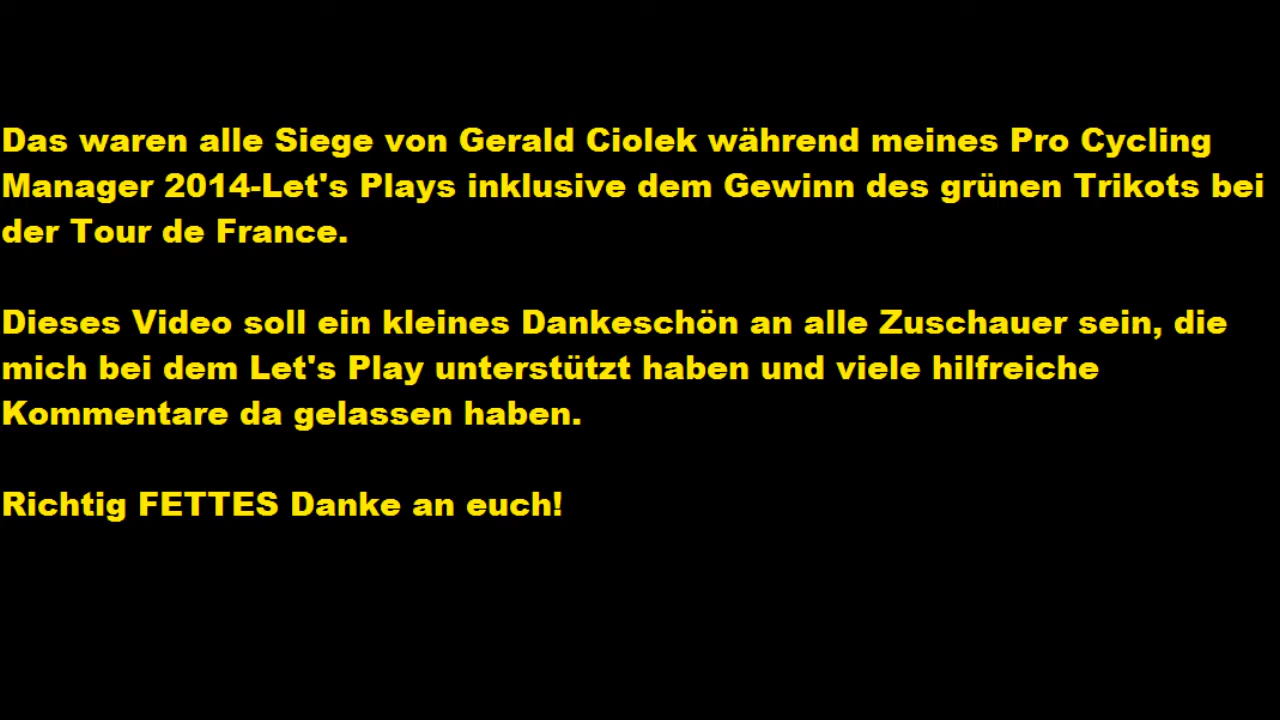 Das waren alle Siege von Gerald Ciolek während meines Pro Cycling
Manager 2014-Let's Plays inklusive dem Gewinn des grünen Trikots bei
der Tour de France.
Dieses Video soll ein kleines Dankeschön an alle Zuschauer sein, die
mich bei dem Let's Play unterstützt haben und viele hilfreiche
Kommentare da gelassen haben.
Richtig FETTES Danke an euch!